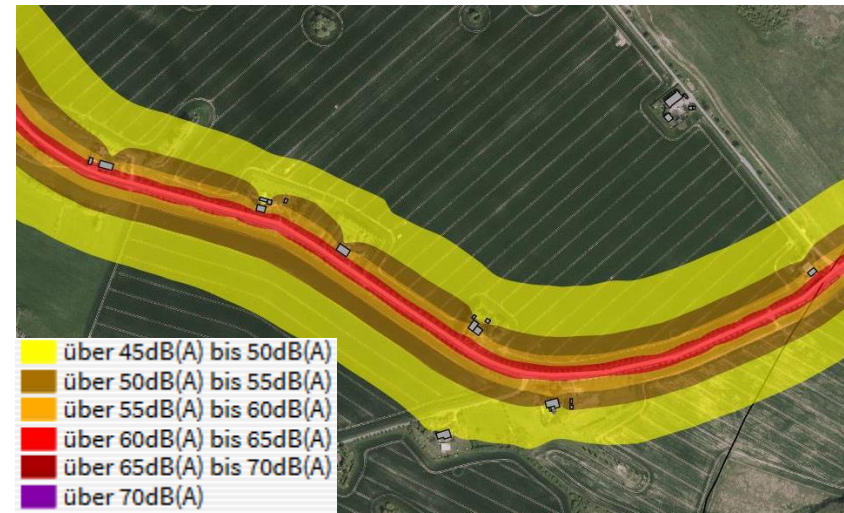 über 45dB(A) bis 50dB(A)
über 50dB(A) bis 55dB(A)
über 55dB(A) bis 60dB(A)
über 60dB(A) bis 65dB(A)
über 65dB(A) bis 70dB(A)
über 70dB(A)